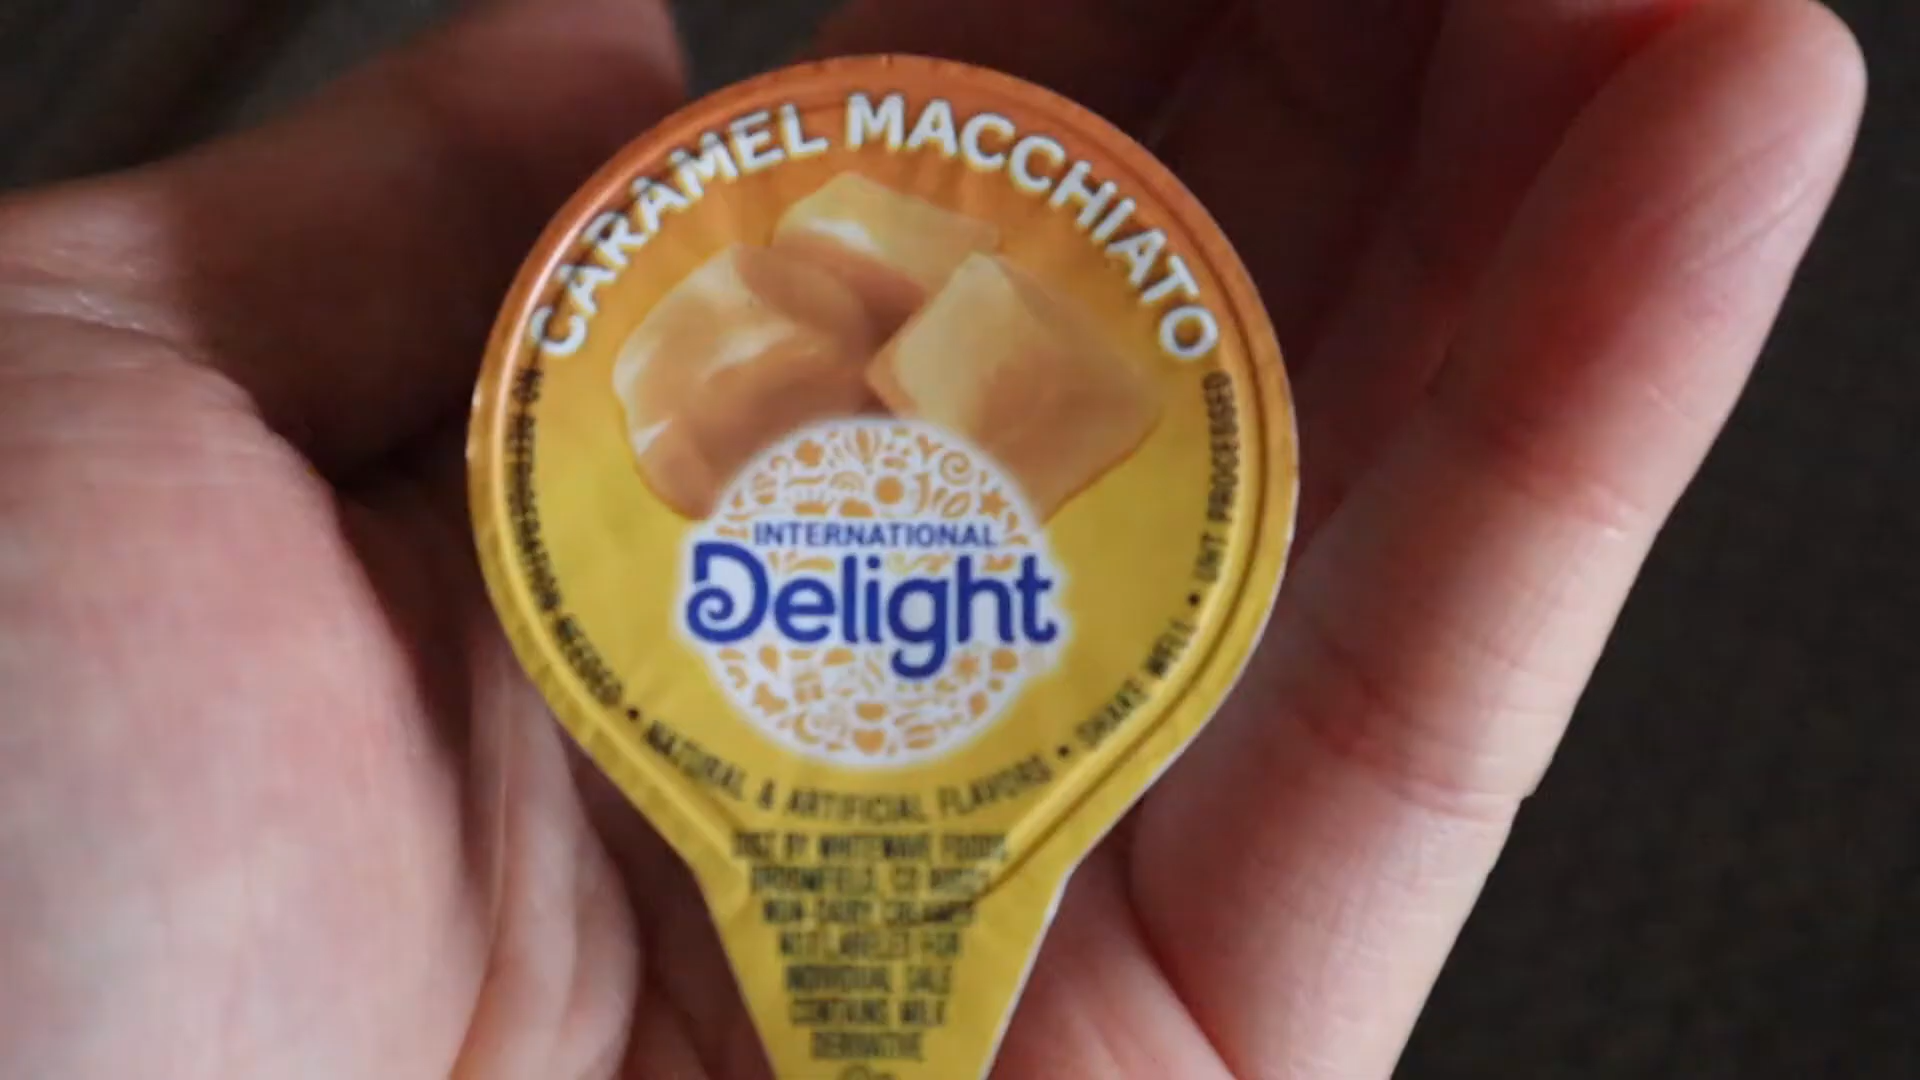 CARAMEL MACCHIATO
INTERNATIONAL
Delight
NO REFRIGERATION NEEDED • NATURAL & ARTIFICIAL FLAVORS • SHAKE WELL • UHT PROCESSED
DIST BY WHITEWAVE FOODS
BROOMFIELD, CO
NON-DAIRY CREAMER
NOT LABELED FOR
INDIVIDUAL SALE
CONTAINS MILK
DERIVATIVE